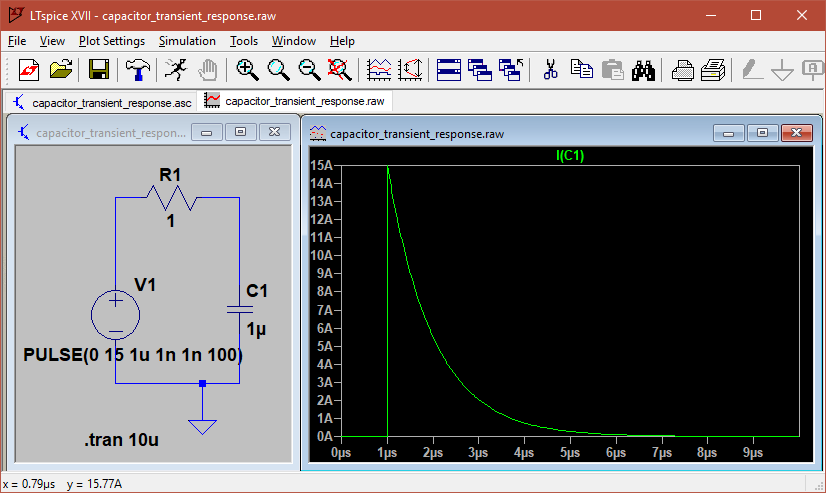 LTspice XVII - capacitor_transient_response.raw
File View Plot Settings Simulation Tools Window Help
capacitor_transient_response.asc capacitor_transient_response.raw
capacitor_transient_respon...
R1
1
V1
C1
1µ
PULSE(0 15 1u 1n 1n 100)
.tran 10u
capacitor_transient_response.raw
I(C1)
15A
14A
13A
12A
11A
10A
9A
8A
7A
6A
5A
4A
3A
2A
1A
0A
0µs 1µs 2µs 3µs 4µs 5µs 6µs 7µs 8µs 9µs
x = 0.79µs y = 15.77A